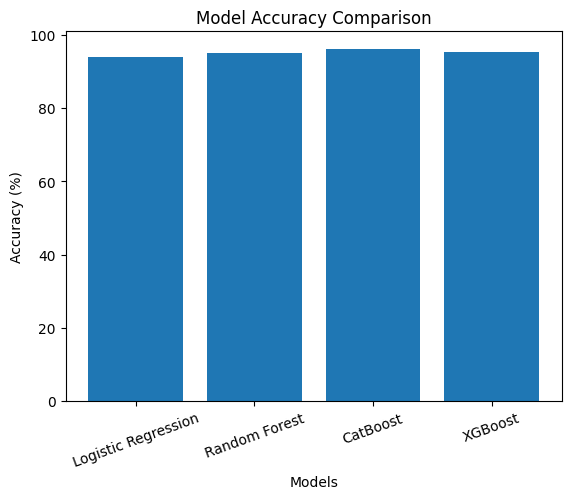 Model Accuracy Comparison
Accuracy (%)
100
80
60
40
20
0
Logistic Regression
Random Forest
CatBoost
XGBoost
Models